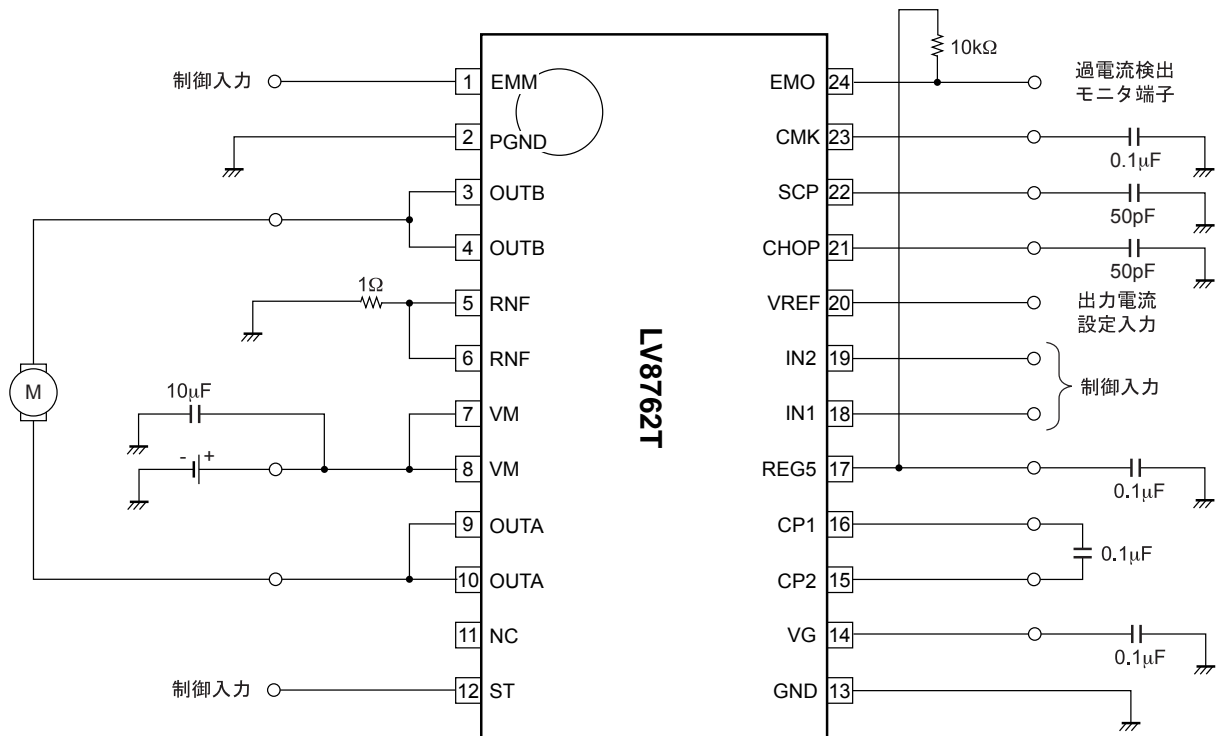 10kΩ
制御入力
1 EMM
EMO 24
過電流検出
モニタ端子
2 PGND
CMK 23
0.1μF
3 OUTB
SCP 22
50pF
4 OUTB
CHOP 21
50pF
1Ω
5 RNF
VREF 20
出力電流
設定入力
6 RNF
IN2 19
LV8762T
M
制御入力
10μF
7 VM
IN1 18
- +
8 VM
REG5 17
0.1μF
9 OUTA
CP1 16
0.1μF
10 OUTA
CP2 15
11 NC
VG 14
0.1μF
制御入力
12 ST
GND 13